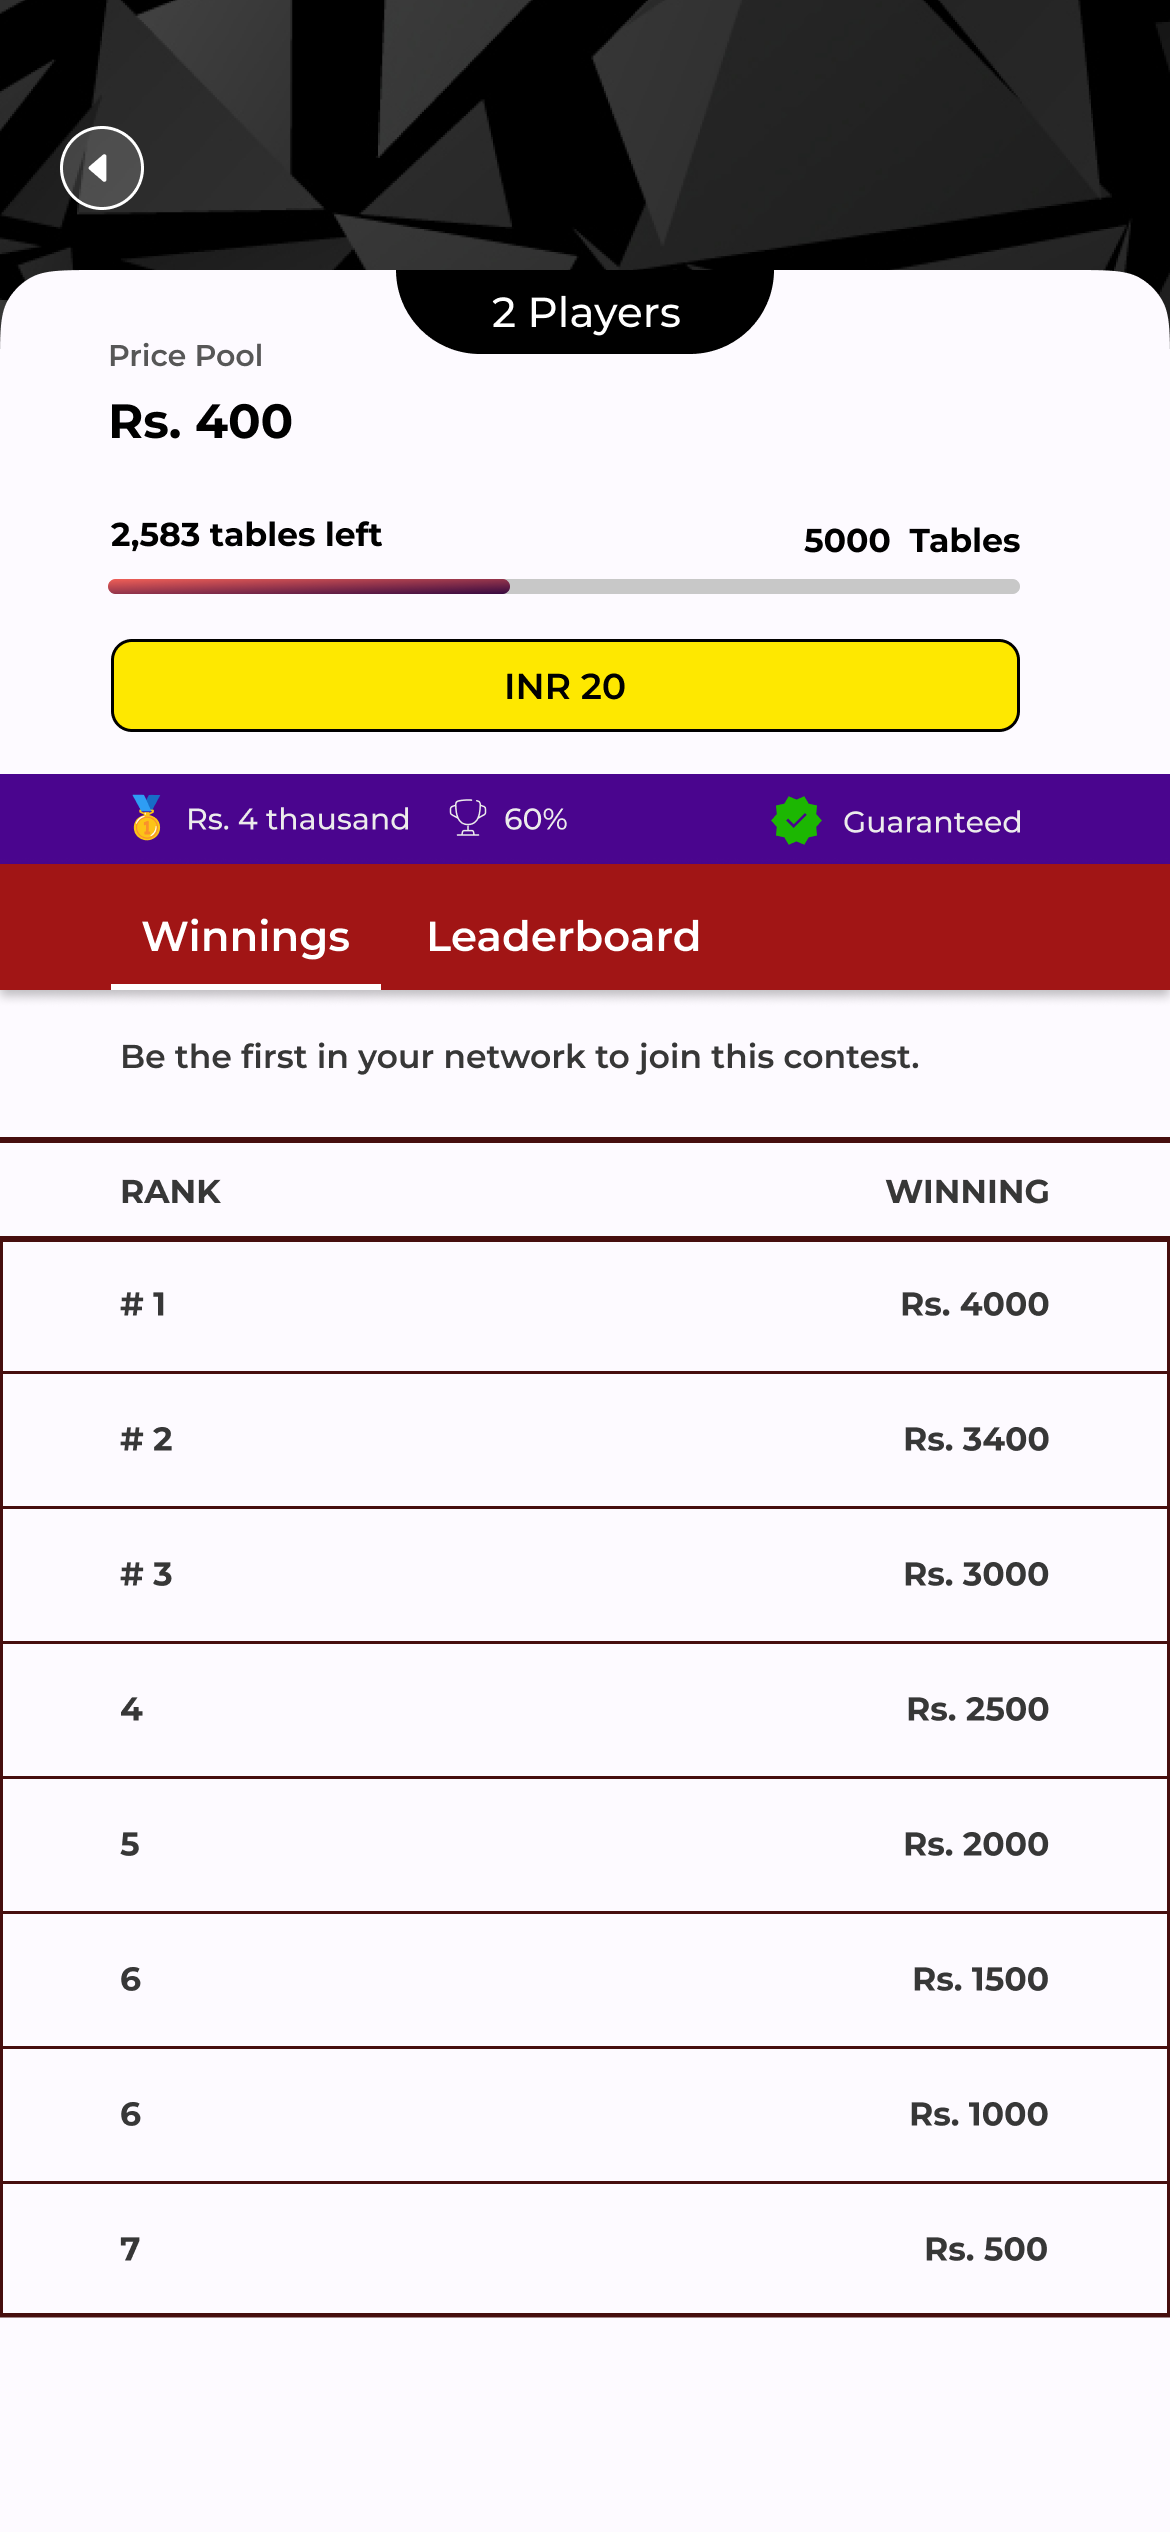 2 Players
Price Pool
Rs. 400
2,583 tables left
5000 Tables
INR 20
Rs. 4 thausand 60% Guaranteed
Winnings Leaderboard
Be the first in your network to join this contest.
RANK WINNING
# 1 Rs. 4000
# 2 Rs. 3400
# 3 Rs. 3000
4 Rs. 2500
5 Rs. 2000
6 Rs. 1500
6 Rs. 1000
7 Rs. 500